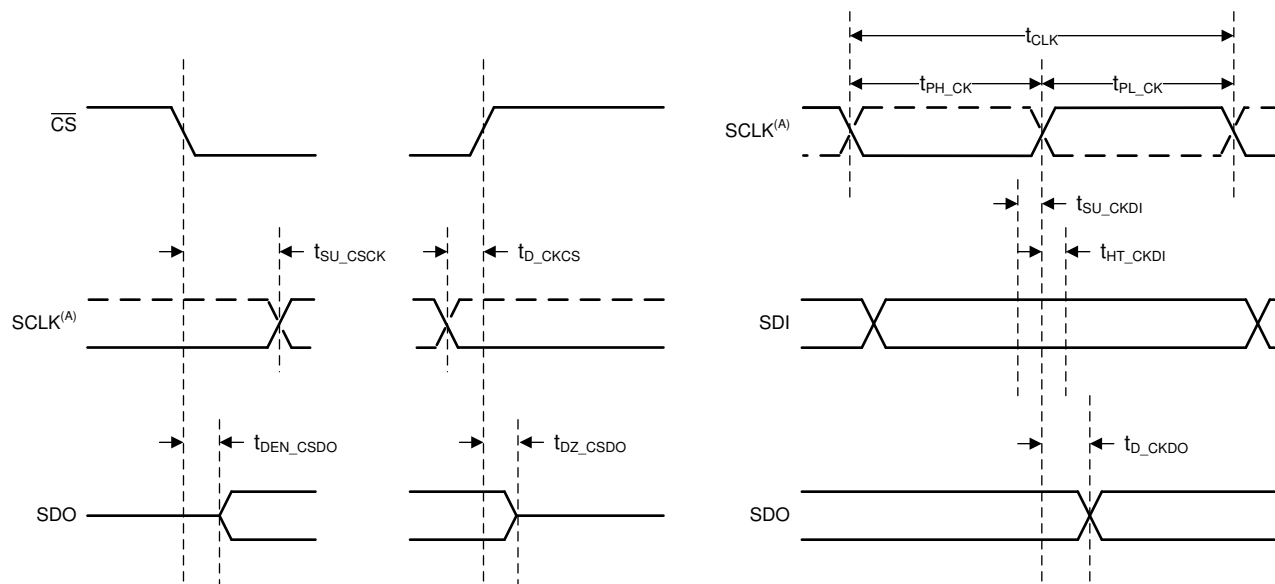 t_CLK
t_PH_CK t_PL_CK
CS
SCLK(A)
t_SU_CKDI
t_SU_CSCK t_D_CKCS t_HT_CKDI
SCLK(A) SDI
t_DEN_CSDO t_DZ_CSDO t_D_CKDO
SDO SDO